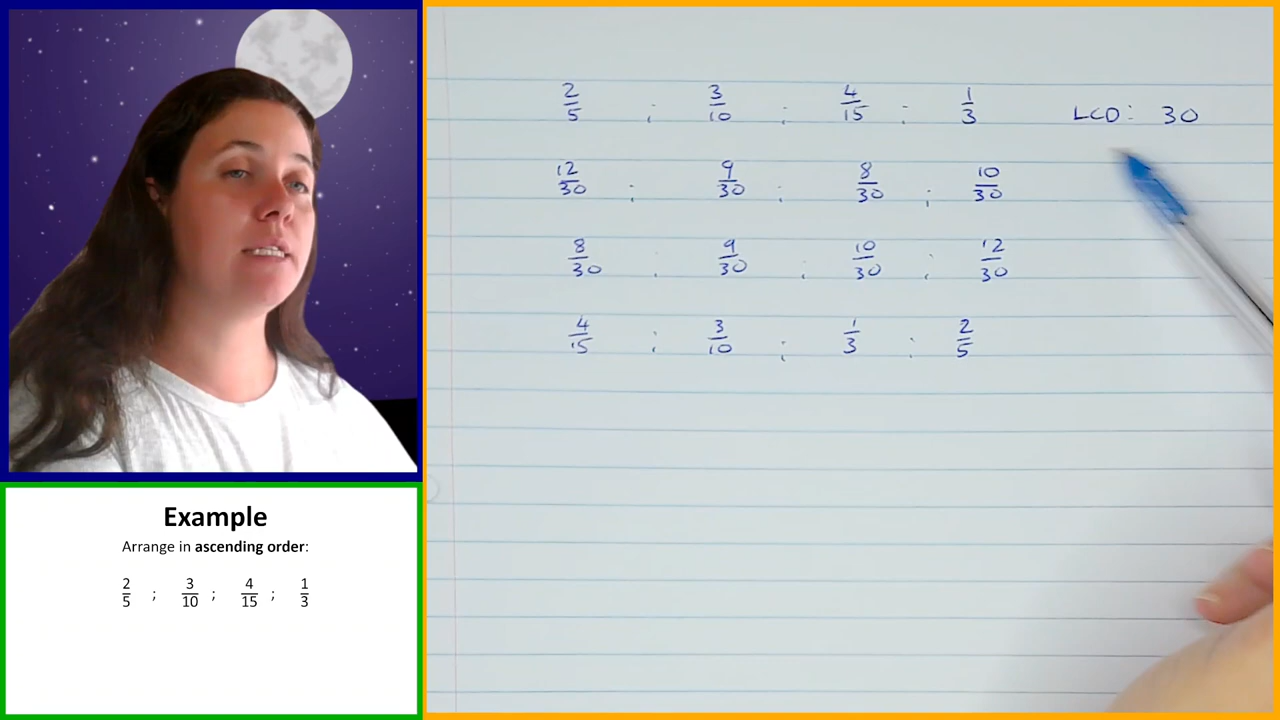 2/5 ; 3/10 ; 4/15 ; 1/3 LCD: 30
12/30 ; 9/30 ; 8/30 ; 10/30
8/30 ; 9/30 ; 10/30 ; 12/30
4/15 ; 3/10 ; 1/3 ; 2/5
Example
Arrange in ascending order:
2/5 ; 3/10 ; 4/15 ; 1/3